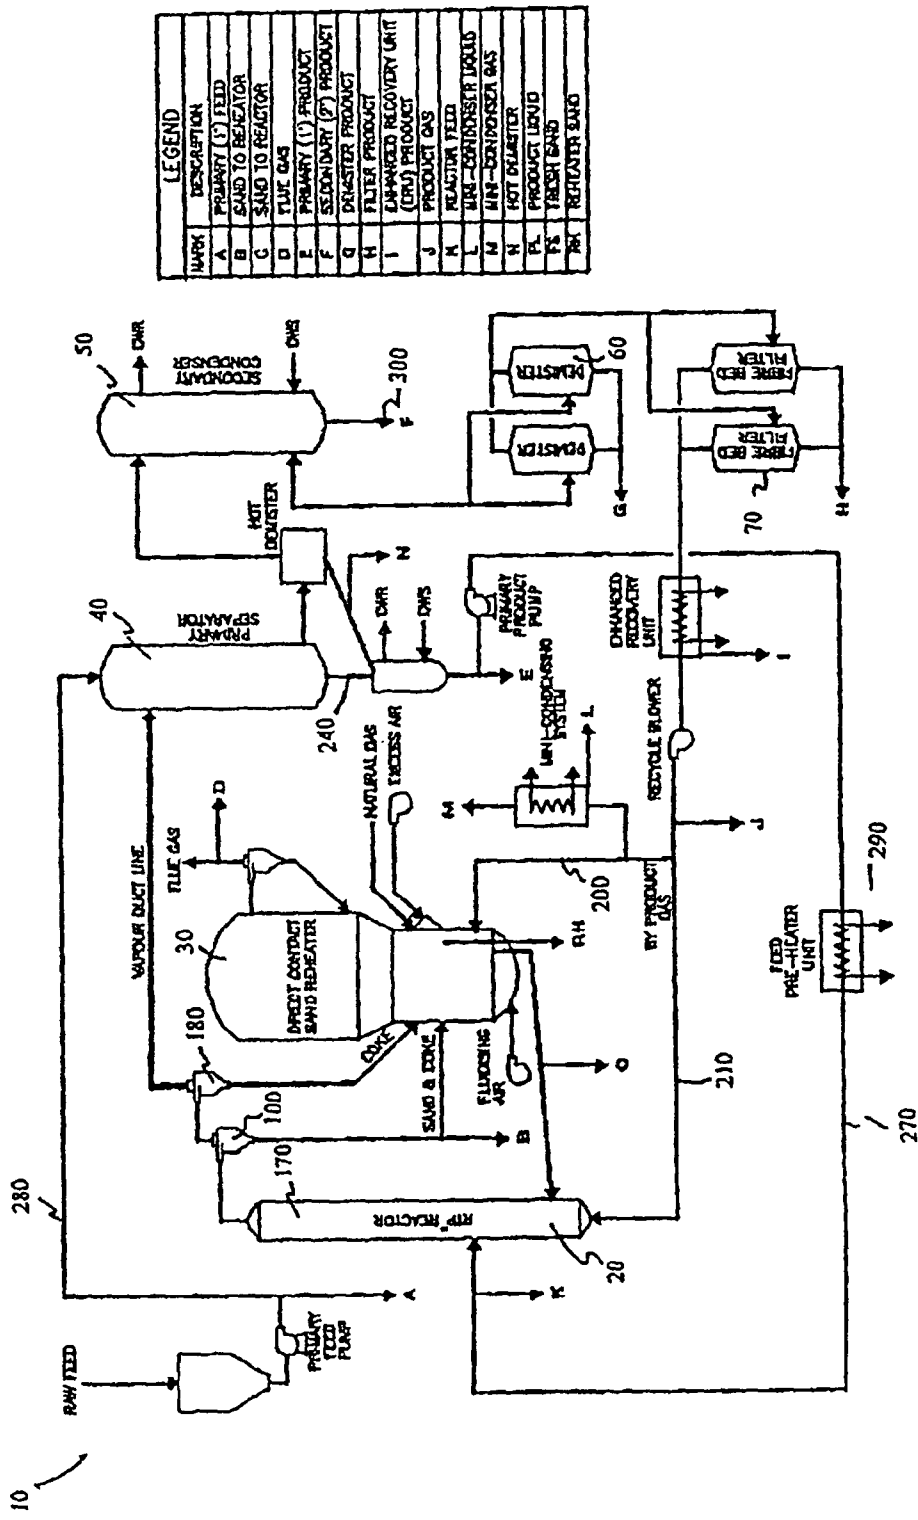 10
RAW FEED
PRIMARY
FEED
PUMP
A
280
RTP™ REACTOR
170
20
K
100
180
B
SAND & COKE
COKE
VAPOUR DUCT LINE
DIRECT CONTACT
SAND REHEATER
30
FLUIDISING
AIR
FLUE GAS
D
NATURAL GAS
EXCESS AIR
RH
200
210
BY PRODUCT
GAS
J
270
FEED
PRE-HEATER
UNIT
290
M
L
MINI-CONDENSING
SYSTEM
RECYCLE BLOWER
40
PRIMARY
SEPARATOR
240
CWR
CWS
E
N
PRIMARY
PRODUCT
PUMP
HOT
DEMISTER
ENHANCED
RECOVERY
UNIT
I
50
SECONDARY
CONDENSER
CWR
CWS
F
300
DEMISTER
DEMISTER
60
G
FIBRE BED
FILTER
FIBRE BED
FILTER
70
H
LEGEND
MARK DESCRIPTION
A PRIMARY (1°) FEED
B SAND TO REHEATER
C SAND TO REACTOR
D FLUE GAS
E PRIMARY (1°) PRODUCT
F SECONDARY (2°) PRODUCT
G DEMISTER PRODUCT
H FILTER PRODUCT
I ENHANCED RECOVERY UNIT
(ERU) PRODUCT
J PRODUCT GAS
K REACTOR FEED
L MINI-CONDENSER LIQUID
M MINI-CONDENSER GAS
N HOT DEMISTER
PL PRODUCT LIQUID
FS FRESH SAND
RH REHEATER SAND